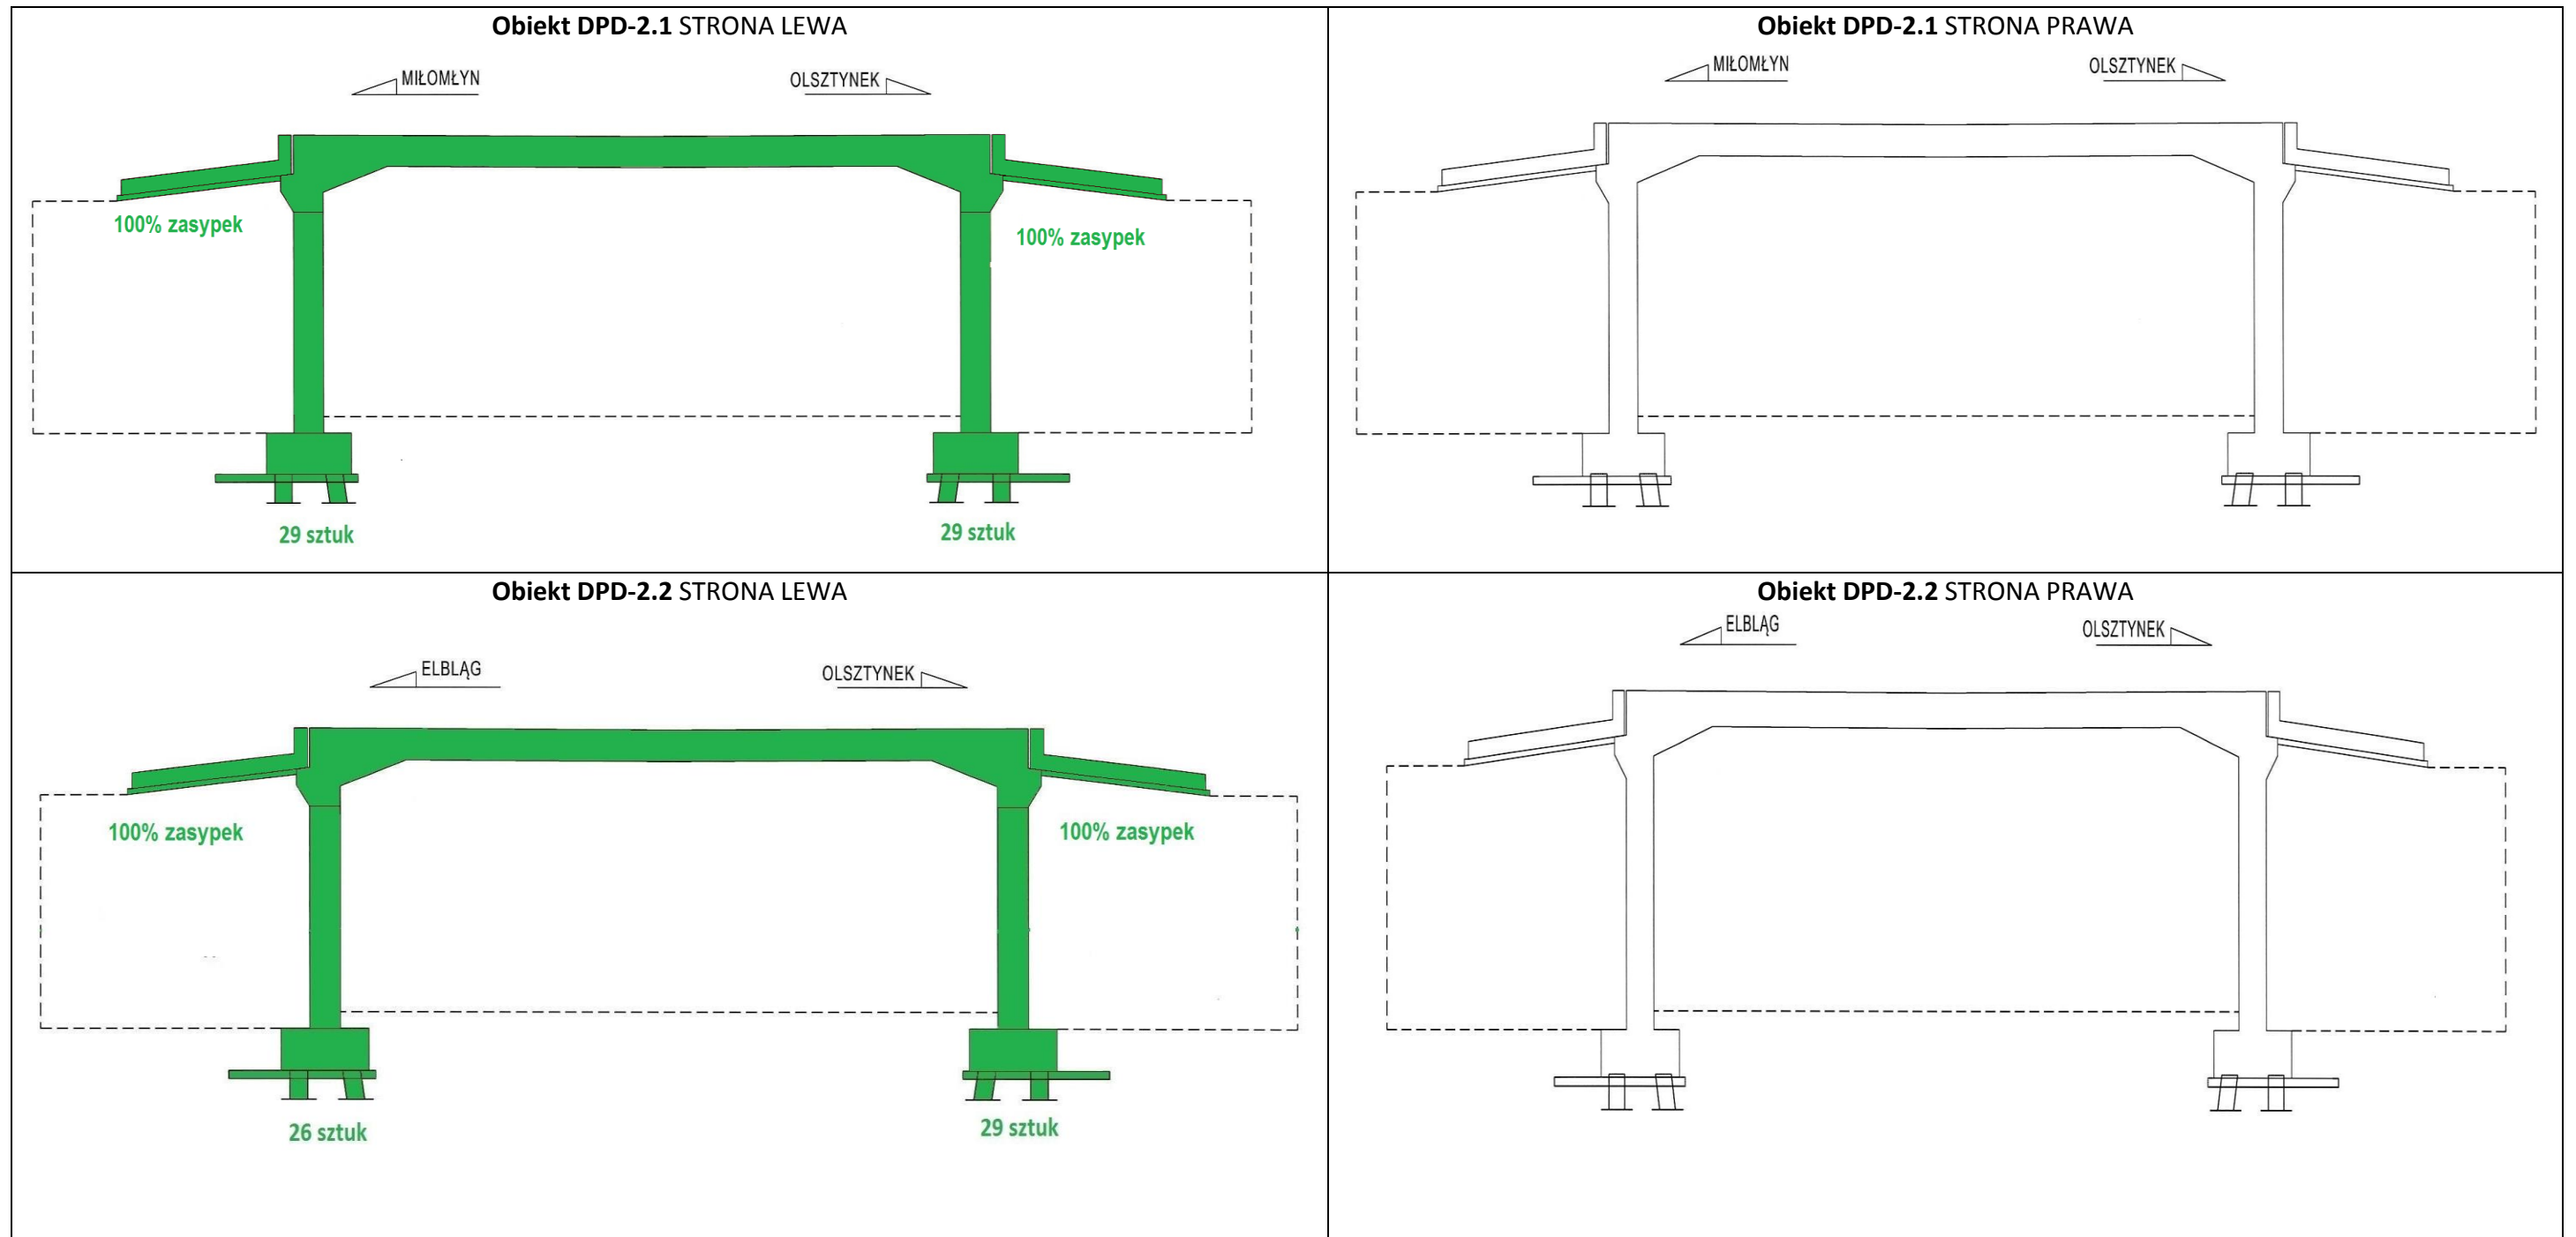 Obiekt DPD-2.1 STRONA LEWA
MIŁOMŁYN
OLSZTYNEK
100% zasypek
100% zasypek
29 sztuk
29 sztuk
Obiekt DPD-2.1 STRONA PRAWA
MIŁOMŁYN
OLSZTYNEK
Obiekt DPD-2.2 STRONA LEWA
ELBLĄG
OLSZTYNEK
100% zasypek
100% zasypek
26 sztuk
29 sztuk
Obiekt DPD-2.2 STRONA PRAWA
ELBLĄG
OLSZTYNEK